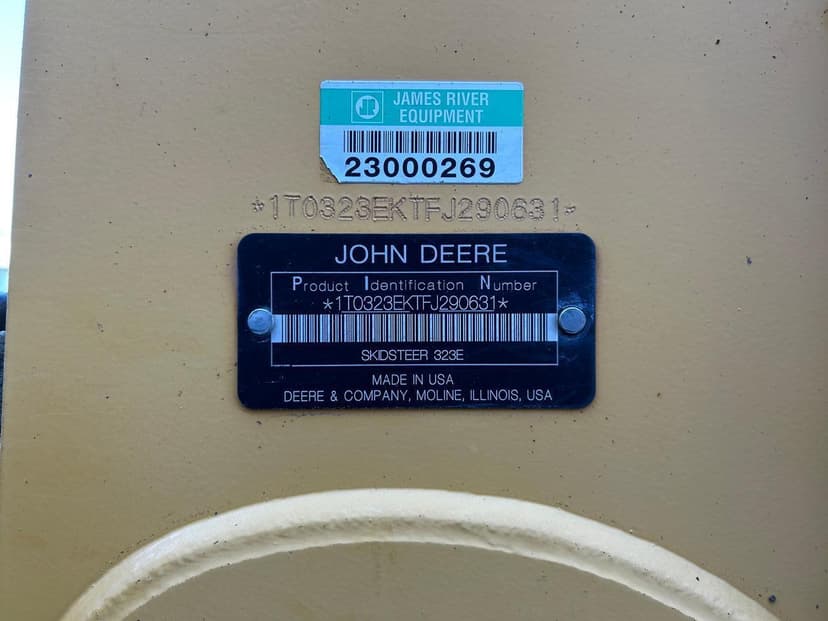 JR
JAMES RIVER
EQUIPMENT
23000269
*1T0323EKTFJ290631*
JOHN DEERE
Product Identification Number
*1T0323EKTFJ290631*
SKIDSTEER 323E
MADE IN USA
DEERE & COMPANY, MOLINE, ILLINOIS, USA